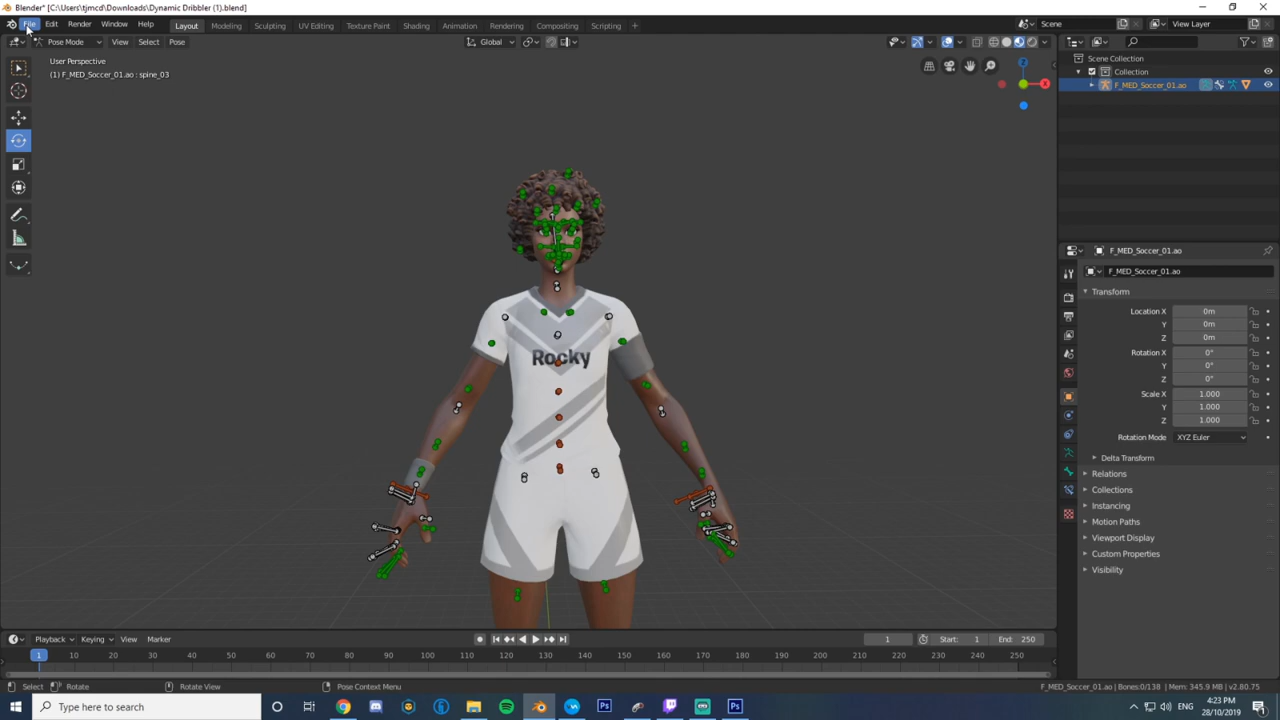 Blender* [C:\Users\tjmcd\Downloads\Dynamic Dribbler (1).blend]
File Edit Render Window Help Layout Modeling Sculpting UV Editing Texture Paint Shading Animation Rendering Compositing Scripting + Scene View Layer
Pose Mode View Select Pose Global
User Perspective
(1) F_MED_Soccer_01.ao : spine_03
Scene Collection
Collection
F_MED_Soccer_01.ao
Z
X
Rocky
F_MED_Soccer_01.ao
F_MED_Soccer_01.ao
Transform
Location X 0m
Y 0m
Z 0m
Rotation X 0°
Y 0°
Z 0°
Scale X 1.000
Y 1.000
Z 1.000
Rotation Mode XYZ Euler
Delta Transform
Relations
Collections
Instancing
Motion Paths
Viewport Display
Custom Properties
Visibility
Playback Keying View Marker 1 Start: 1 End: 250
1 10 20 30 40 50 60 70 80 90 100 110 120 130 140 150 160 170 180 190 200 210 220 230 240 250
Select Rotate Rotate View Pose Context Menu F_MED_Soccer_01.ao | Bones:0/138 | Mem: 345.9 MB | v2.80.75
Type here to search
4:23 PM
28/10/2019